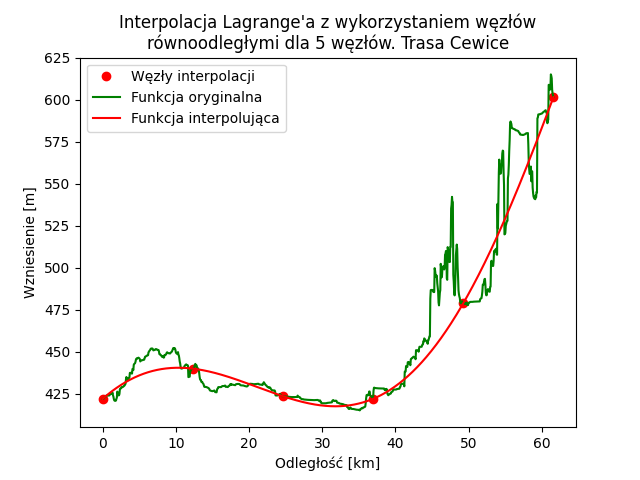 Interpolacja Lagrange'a z wykorzystaniem węzłów
równoodległymi dla 5 węzłów. Trasa Cewice
Węzły interpolacji
Funkcja oryginalna
Funkcja interpolująca
Wzniesienie [m]
625
600
575
550
525
500
475
450
425
0 10 20 30 40 50 60
Odległość [km]